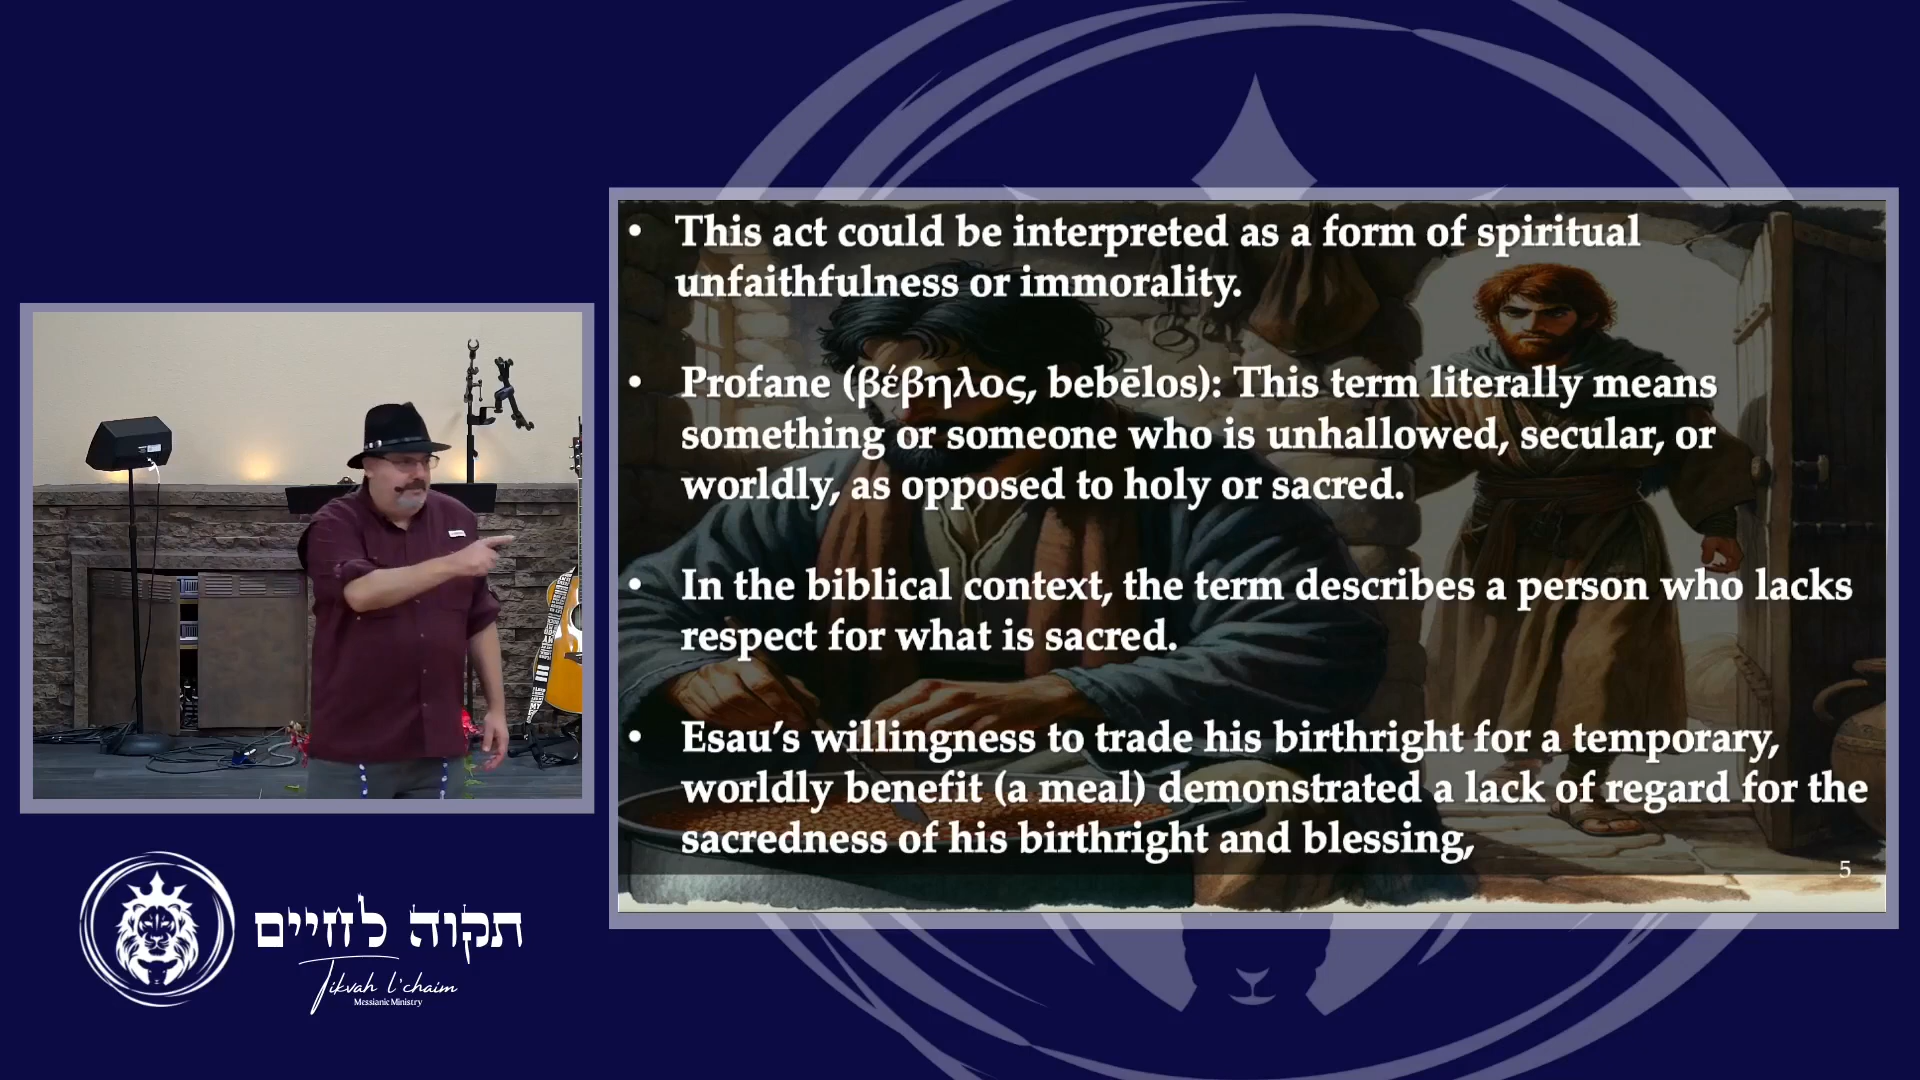 • This act could be interpreted as a form of spiritual
unfaithfulness or immorality.
• Profane (βέβηλος, bebēlos): This term literally means
something or someone who is unhallowed, secular, or
worldly, as opposed to holy or sacred.
• In the biblical context, the term describes a person who lacks
respect for what is sacred.
• Esau’s willingness to trade his birthright for a temporary,
worldly benefit (a meal) demonstrated a lack of regard for the
sacredness of his birthright and blessing,
5
תקוה לחיים
Tikvah l'chaim
Messianic Ministry